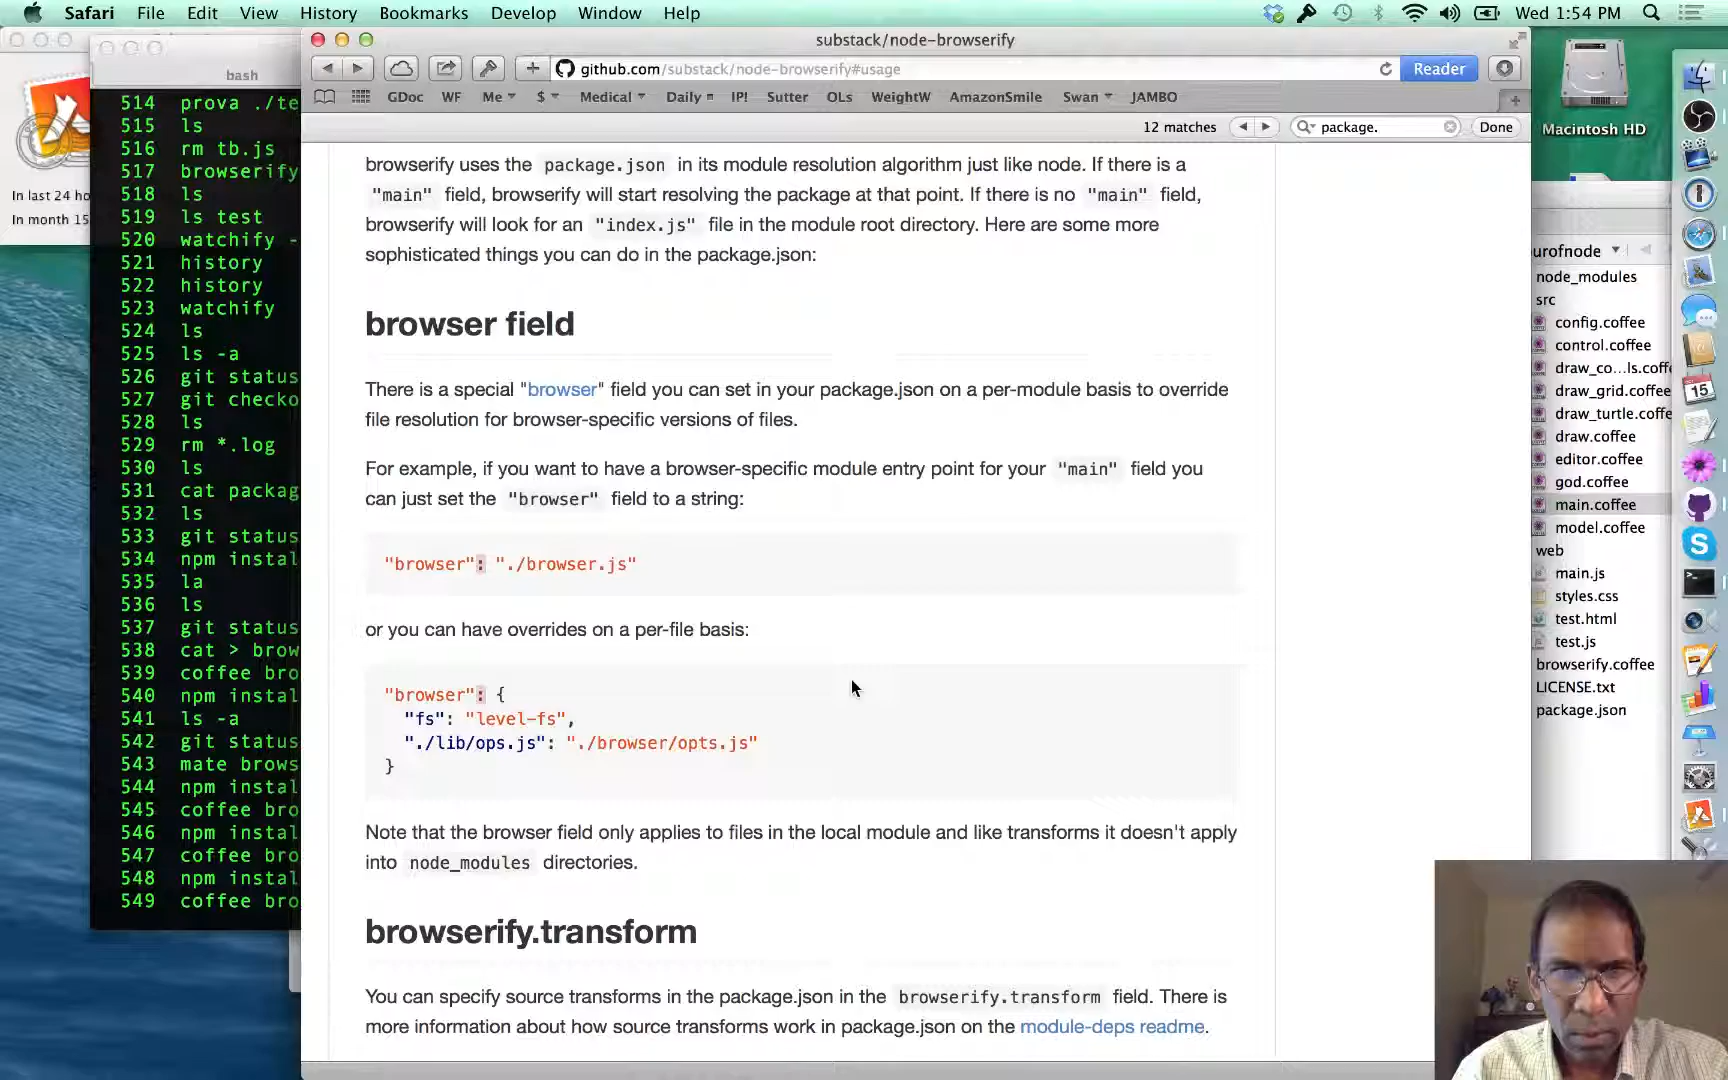 Safari File Edit View History Bookmarks Develop Window Help
Wed 1:54 PM
bash
In last 24 ho
In month 15
514 prova ./te
515 ls
516 rm tb.js
517 browserify
518 ls
519 ls test
520 watchify -
521 history
522 history
523 watchify
524 ls
525 ls -a
526 git status
527 git checko
528 ls
529 rm *.log
530 ls
531 cat packag
532 ls
533 git status
534 npm instal
535 la
536 ls
537 git status
538 cat > brow
539 coffee bro
540 npm instal
541 ls -a
542 git status
543 mate brows
544 npm instal
545 coffee bro
546 npm instal
547 coffee bro
548 npm instal
549 coffee bro
substack/node-browserify
github.com/substack/node-browserify#usage
Reader
GDoc WF Me $ Medical Daily IP! Sutter OLs WeightW AmazonSmile Swan JAMBO
12 matches
package.
Done
browserify uses the package.json in its module resolution algorithm just like node. If there is a
"main" field, browserify will start resolving the package at that point. If there is no "main" field,
browserify will look for an "index.js" file in the module root directory. Here are some more
sophisticated things you can do in the package.json:
browser field
There is a special "browser" field you can set in your package.json on a per-module basis to override
file resolution for browser-specific versions of files.
For example, if you want to have a browser-specific module entry point for your "main" field you
can just set the "browser" field to a string:
"browser": "./browser.js"
or you can have overrides on a per-file basis:
"browser": {
"fs": "level-fs",
"./lib/ops.js": "./browser/opts.js"
}
Note that the browser field only applies to files in the local module and like transforms it doesn't apply
into node_modules directories.
browserify.transform
You can specify source transforms in the package.json in the browserify.transform field. There is
more information about how source transforms work in package.json on the module-deps readme.
Macintosh HD
urofnode
node_modules
src
config.coffee
control.coffee
draw_co...ls.coff
draw_grid.coffee
draw_turtle.coffe
draw.coffee
editor.coffee
god.coffee
main.coffee
model.coffee
web
main.js
styles.css
test.html
test.js
browserify.coffee
LICENSE.txt
package.json
OCT
15